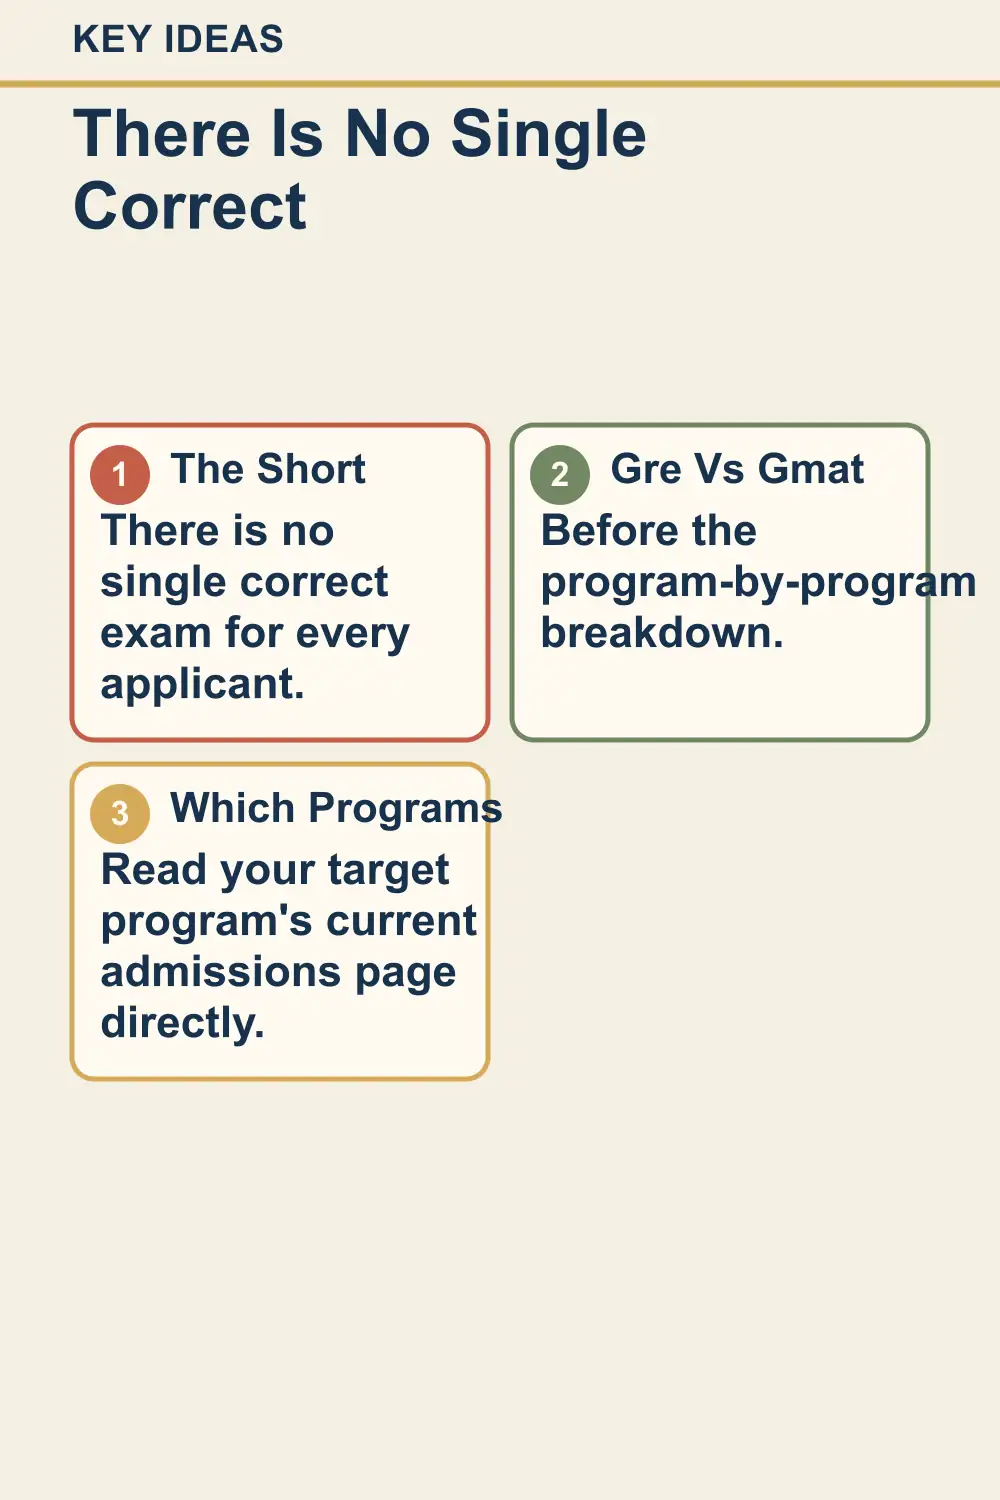 KEY IDEAS
There Is No Single
Correct
1
The Short
There is no
single correct
exam for every
applicant.
2
Gre Vs Gmat
Before the
program-by-program
breakdown.
3
Which Programs
Read your target
program's current
admissions page
directly.